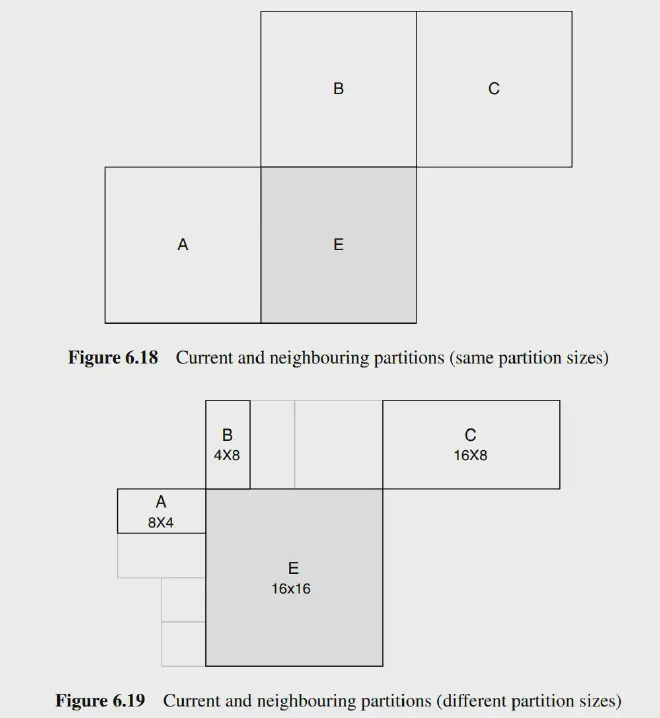 B
C
A
E
Figure 6.18 Current and neighbouring partitions (same partition sizes)
B
4X8
C
16X8
A
8X4
E
16x16
Figure 6.19 Current and neighbouring partitions (different partition sizes)